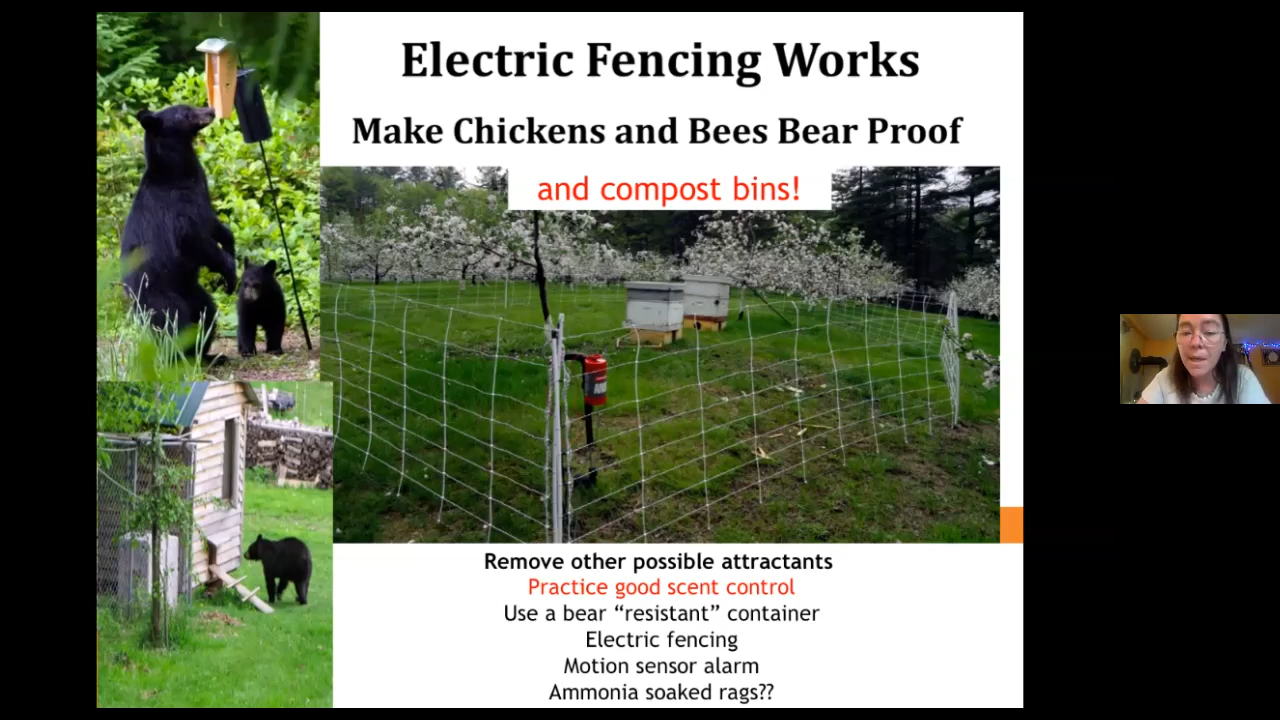 Electric Fencing Works
Make Chickens and Bees Bear Proof
and compost bins!
Remove other possible attractants
Practice good scent control
Use a bear “resistant” container
Electric fencing
Motion sensor alarm
Ammonia soaked rags??